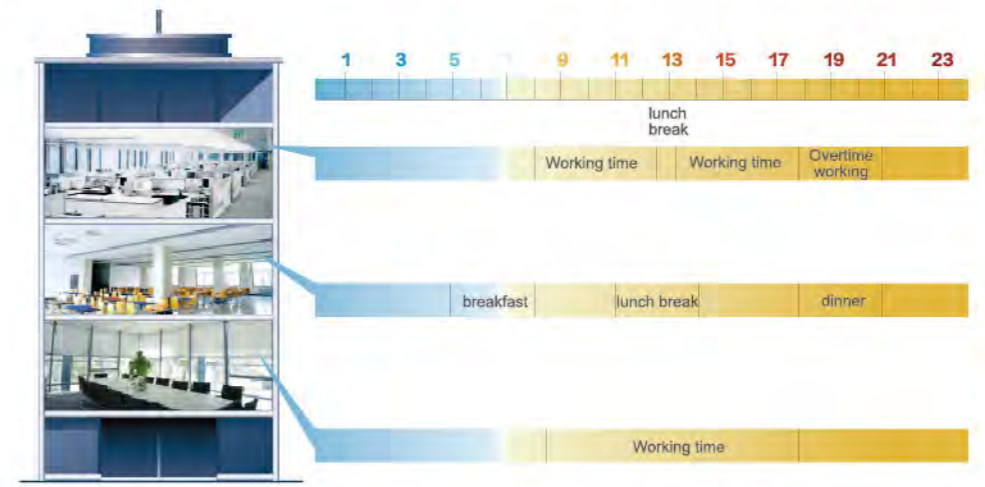 1 3 5 7 9 11 13 15 17 19 21 23
lunch
break
Working time Working time Overtime
working
breakfast lunch break dinner
Working time